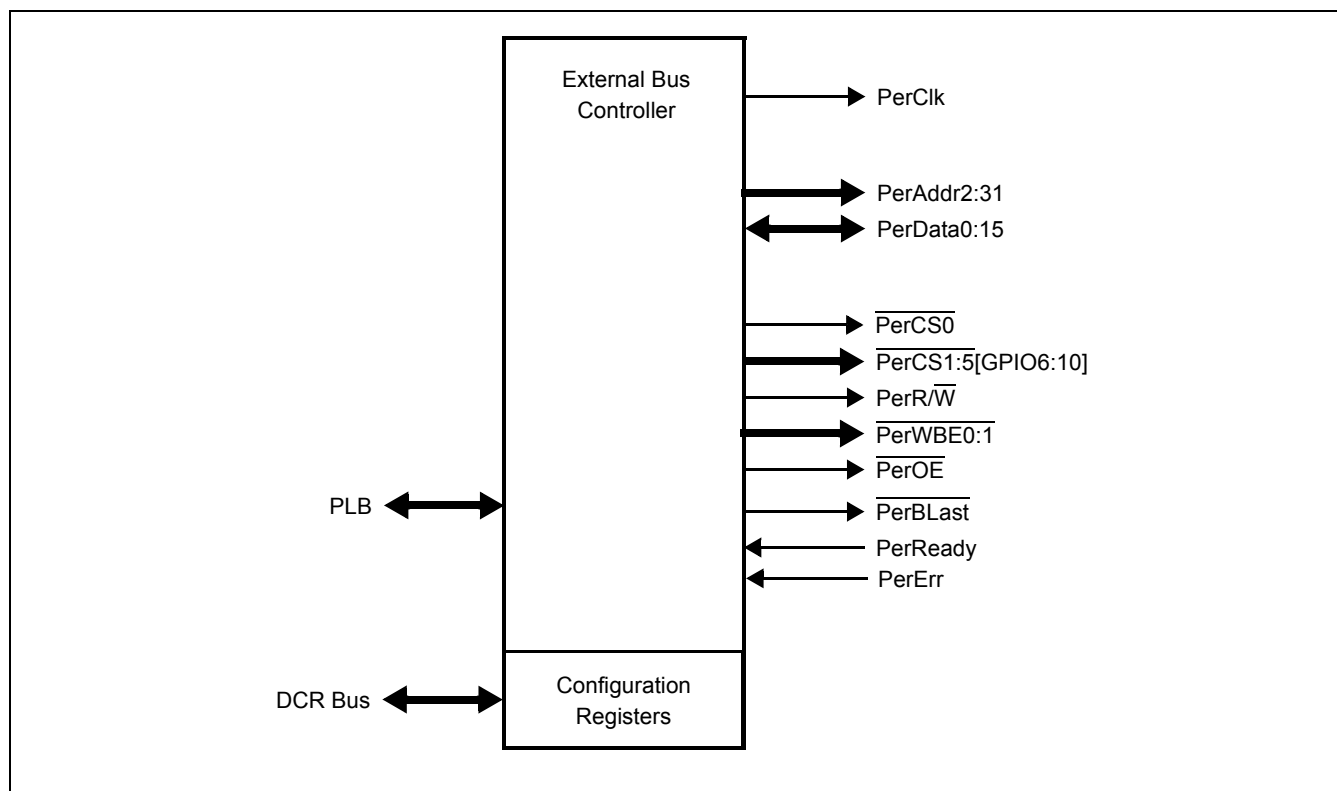 External Bus
Controller
PerClk
PerAddr2:31
PerData0:15
PerCS0
PerCS1:5[GPIO6:10]
PerR/W
PerWBE0:1
PerOE
PLB
PerBLast
PerReady
PerErr
DCR Bus
Configuration
Registers